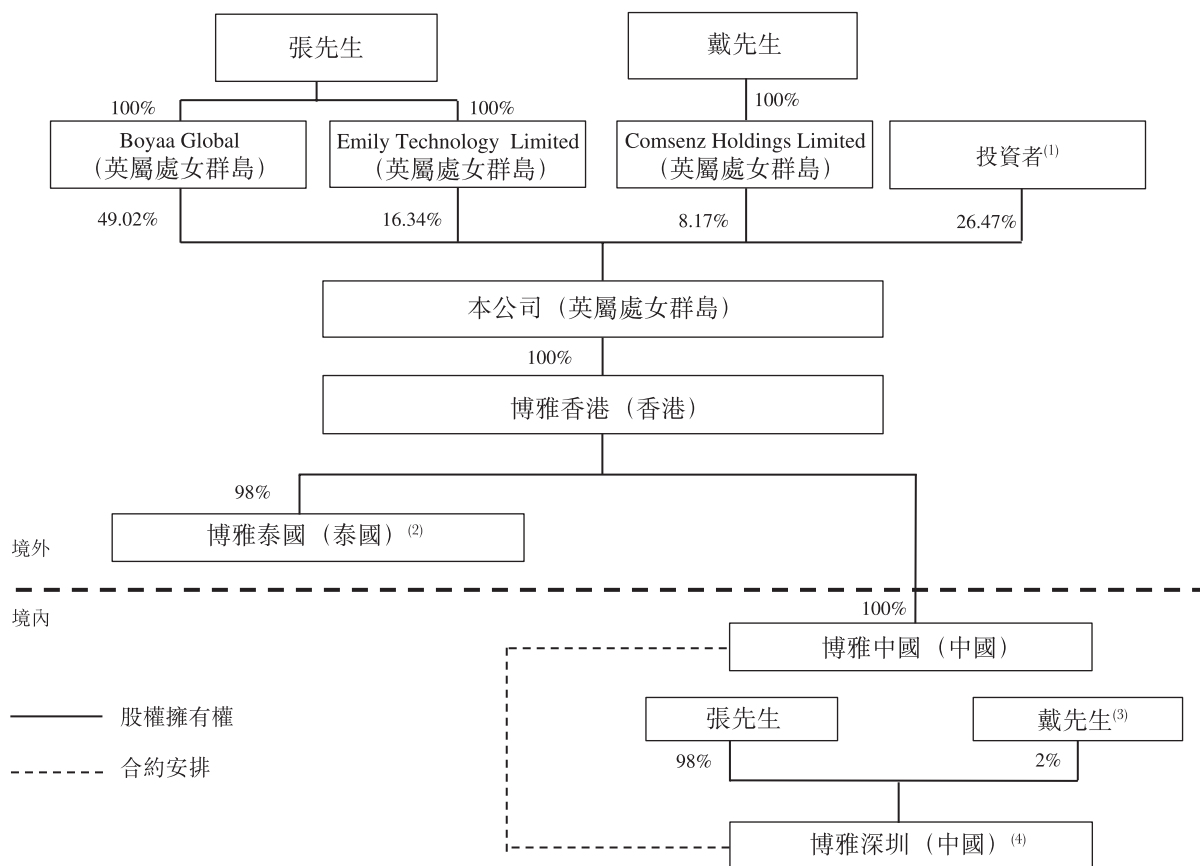 張先生
戴先生
100%
100%
100%
Boyaa Global
（英屬處女群島）
Emily Technology Limited
（英屬處女群島）
Comsenz Holdings Limited
（英屬處女群島）
投資者(1)
49.02%
16.34%
8.17%
26.47%
本公司（英屬處女群島）
100%
博雅香港（香港）
98%
博雅泰國（泰國）(2)
境外
境內
100%
博雅中國（中國）
張先生
戴先生(3)
股權擁有權
98%
2%
合約安排
博雅深圳（中國）(4)